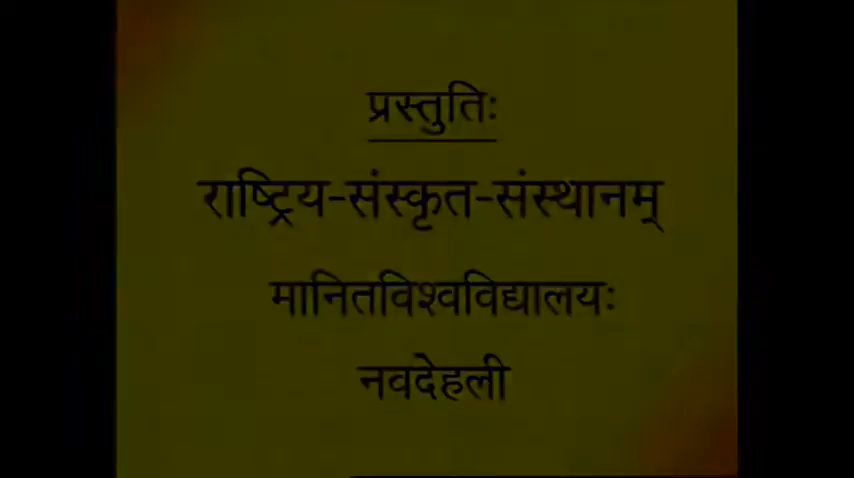 प्रस्तुतिः
राष्ट्रिय-संस्कृत-संस्थानम्
मानितविश्वविद्यालयः
नवदेहली